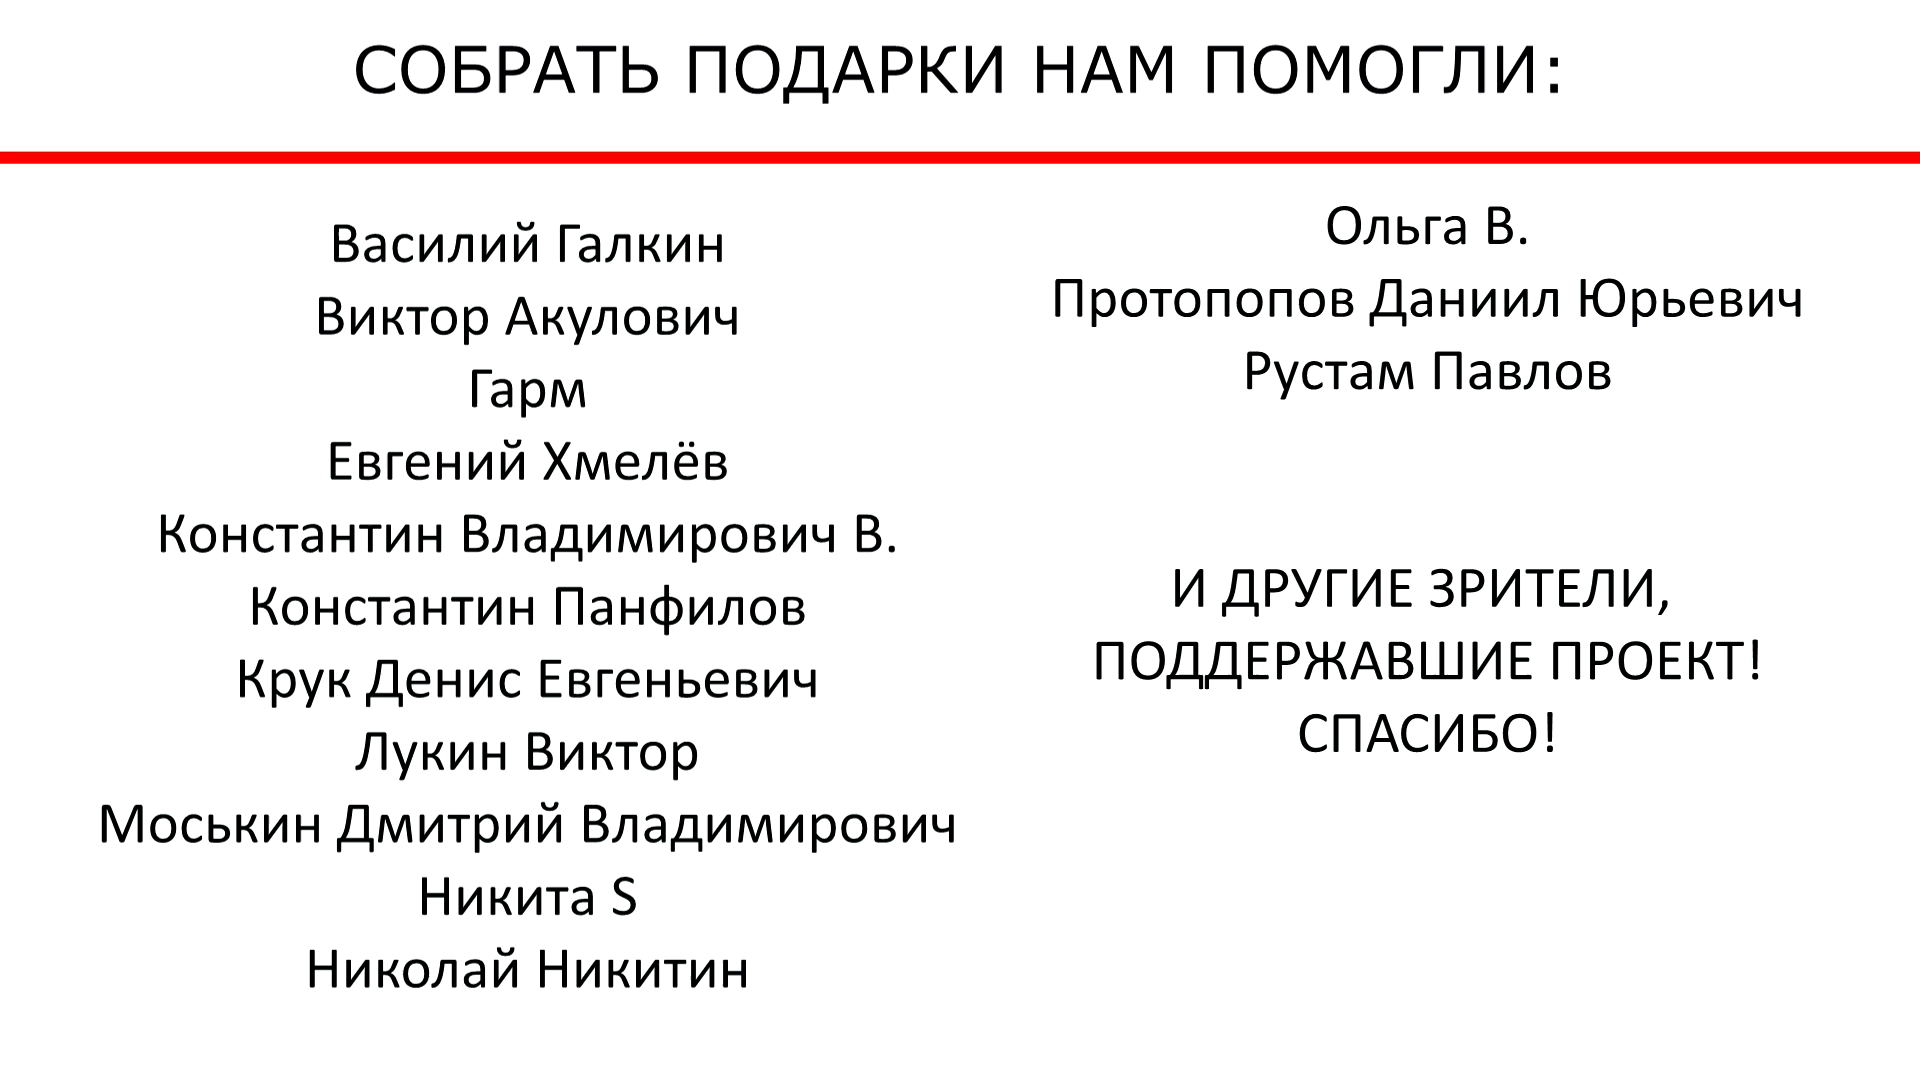 СОБРАТЬ ПОДАРКИ НАМ ПОМОГЛИ:
Василий Галкин
Виктор Акулович
Гарм
Евгений Хмелёв
Константин Владимирович В.
Константин Панфилов
Крук Денис Евгеньевич
Лукин Виктор
Моськин Дмитрий Владимирович
Никита S
Николай Никитин
Ольга В.
Протопопов Даниил Юрьевич
Рустам Павлов
И ДРУГИЕ ЗРИТЕЛИ,
ПОДДЕРЖАВШИЕ ПРОЕКТ!
СПАСИБО!